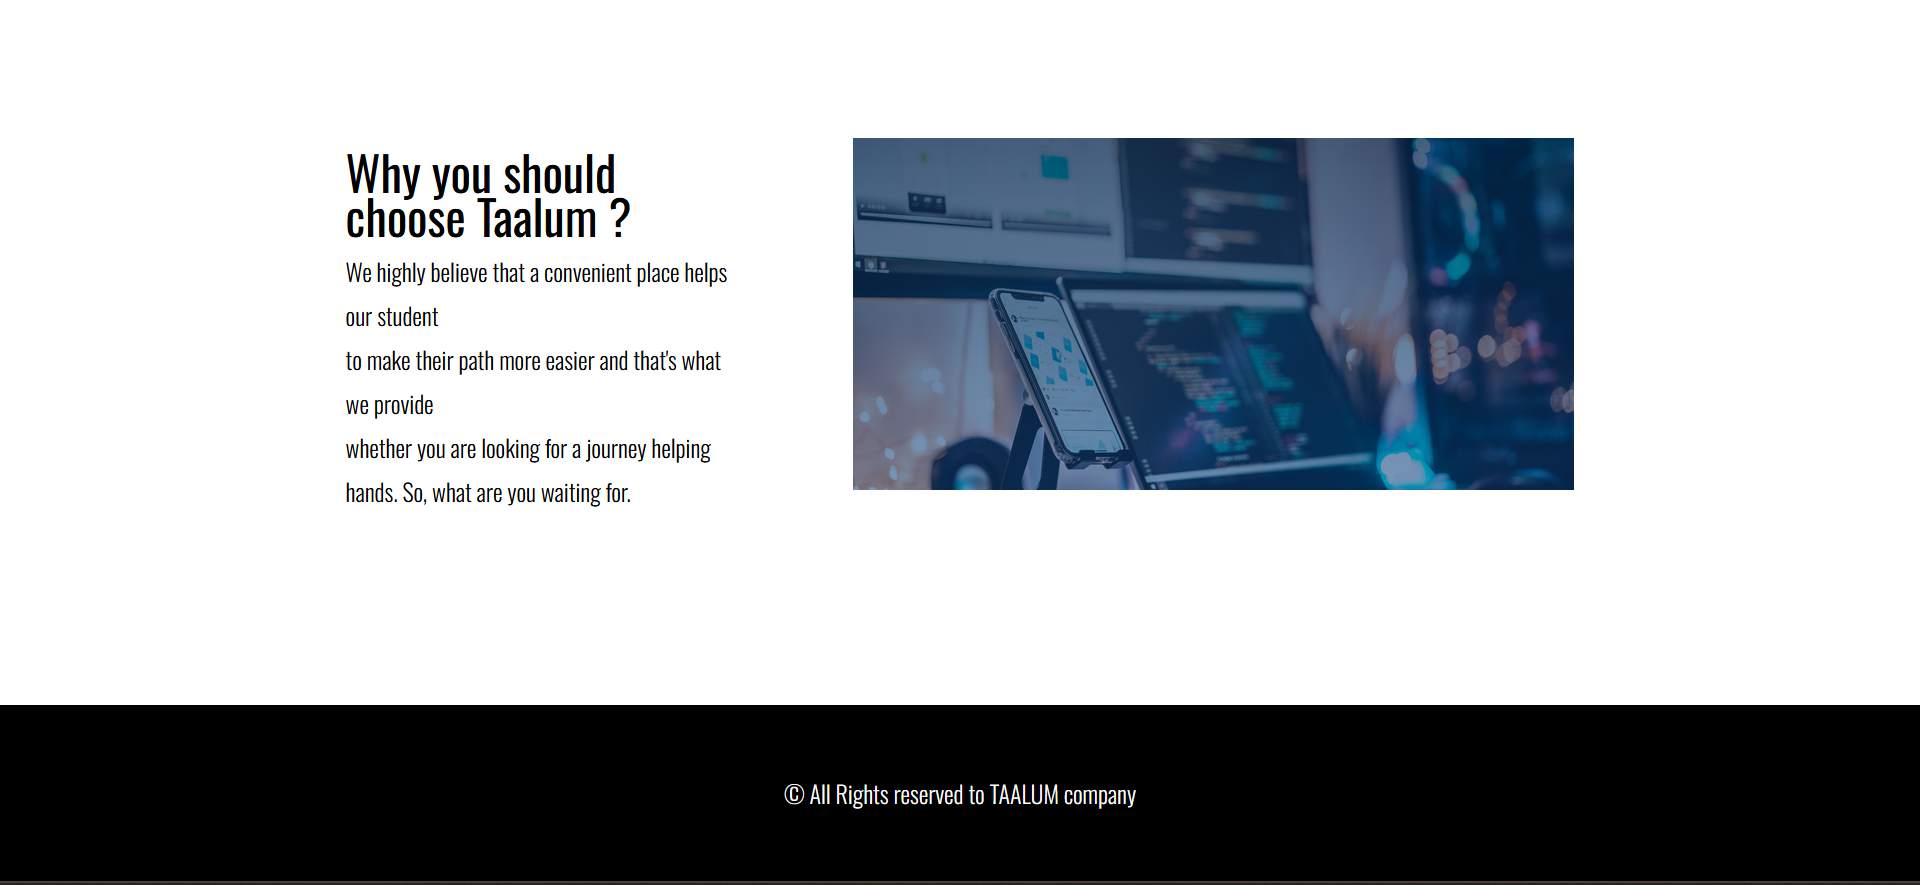 Why you should
choose Taalum ?
We highly believe that a convenient place helps
our student
to make their path more easier and that's what
we provide
whether you are looking for a journey helping
hands. So, what are you waiting for.
© All Rights reserved to TAALUM company